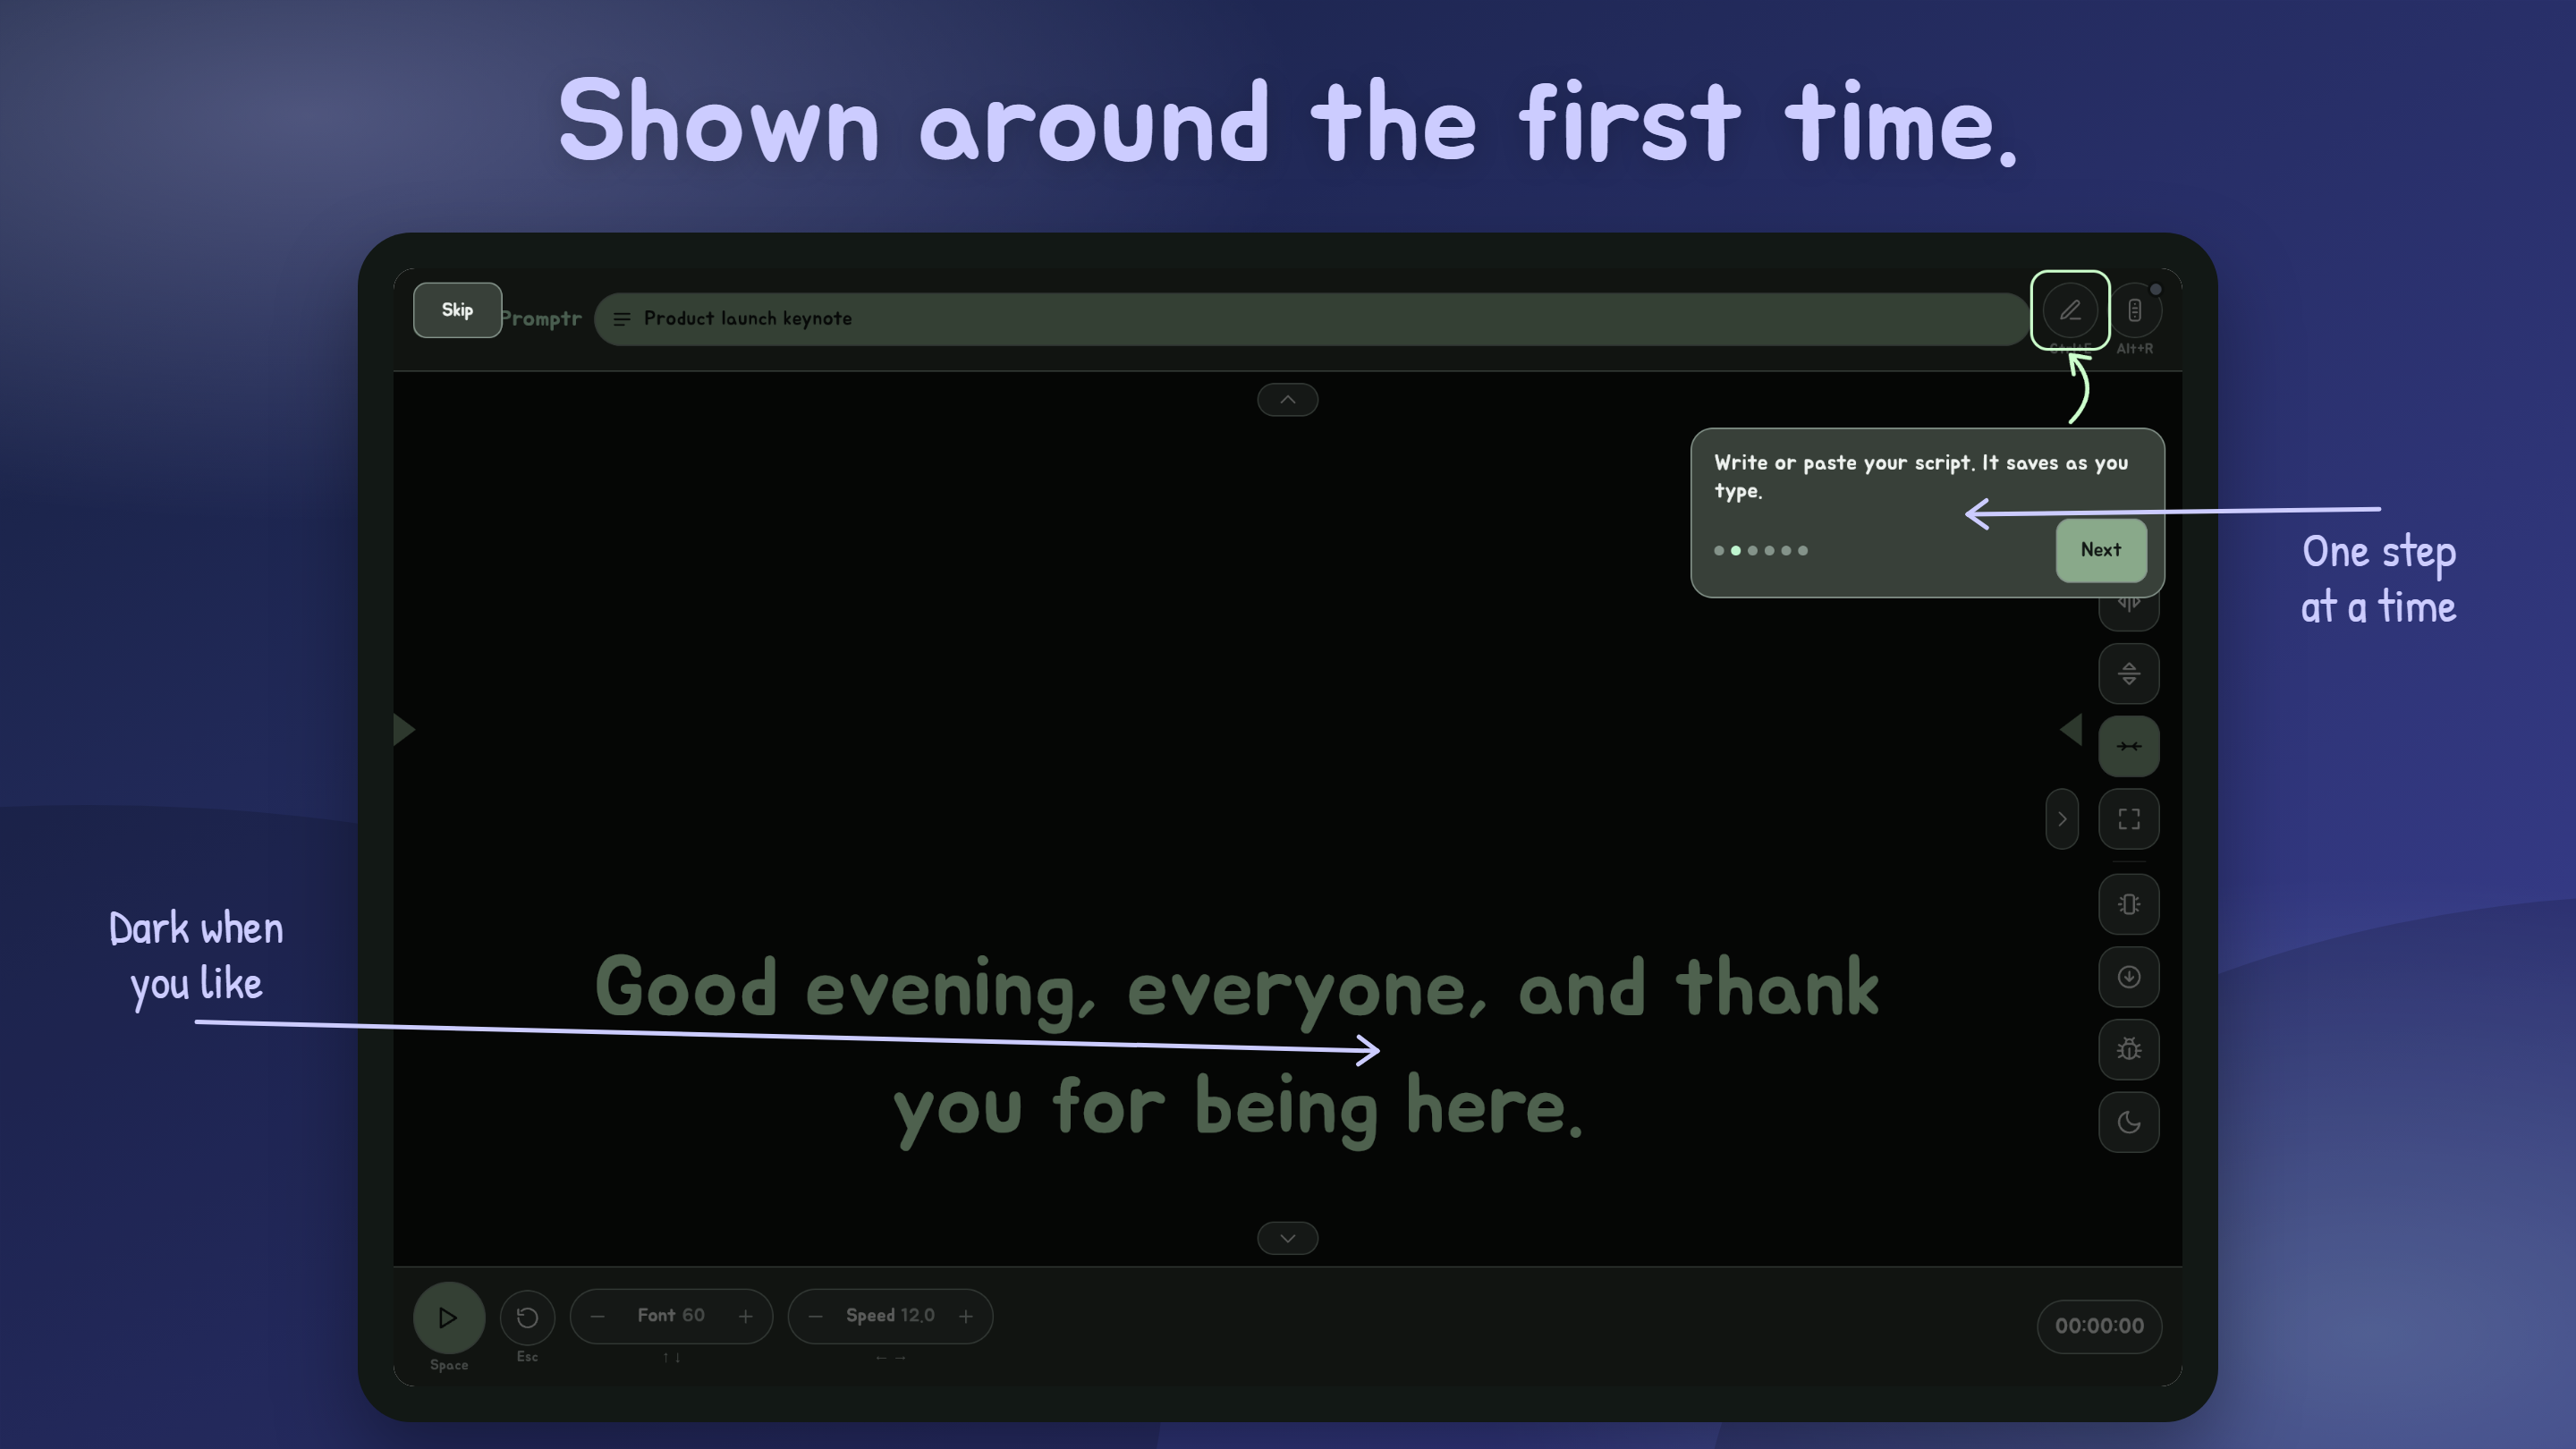 Shown around the first time.
Skip
Promptr
Product launch keynote
Ctrl+E
Alt+R
Write or paste your script. It saves as you
type.
Next
One step
at a time
Dark when
you like
Good evening, everyone, and thank
you for being here.
Font 60
Speed 12.0
00:00:00
Space
Esc
↑ ↓
← →